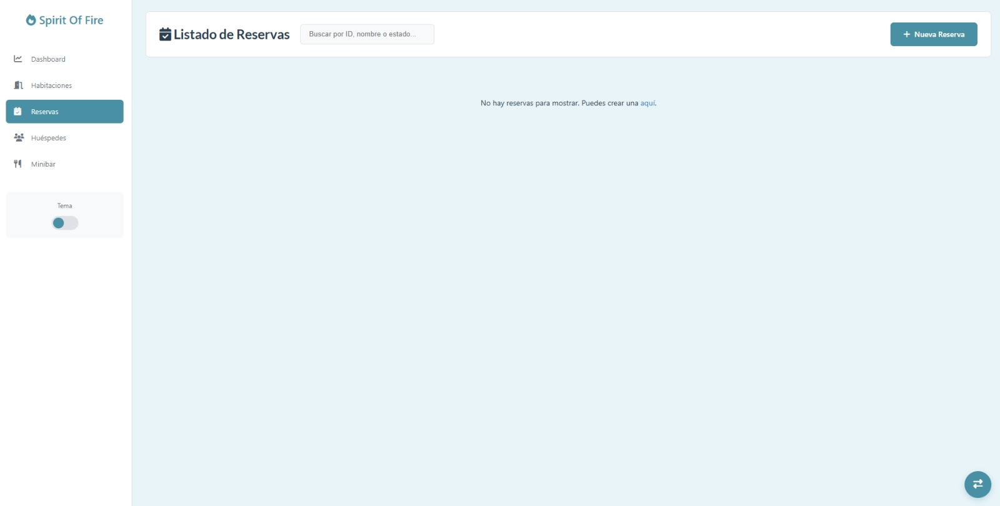 Spirit Of Fire
Dashboard
Habitaciones
Reservas
Huéspedes
Minibar
Tema
Listado de Reservas
Buscar por ID, nombre o estado...
Nueva Reserva
No hay reservas para mostrar. Puedes crear una aquí.